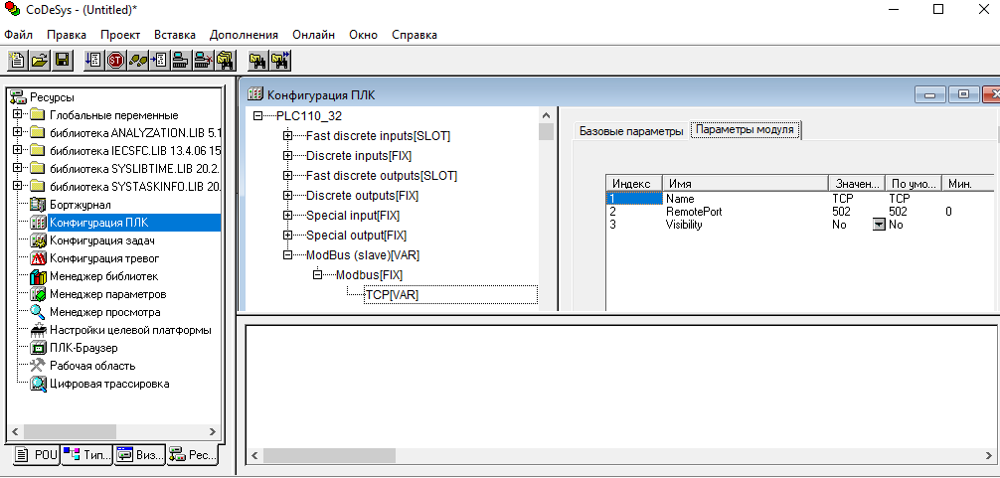 CoDeSys - (Untitled)*
Файл Правка Проект Вставка Дополнения Онлайн Окно Справка
Ресурсы
Глобальные переменные
библиотека ANALYZATION.LIB 5.1
библиотека IECSFC.LIB 13.4.06 15
библиотека SYSLIBTIME.LIB 20.2.
библиотека SYSTASKINFO.LIB 20.
Бортжурнал
Конфигурация ПЛК
Конфигурация задач
Конфигурация тревог
Менеджер библиотек
Менеджер параметров
Менеджер просмотра
Настройки целевой платформы
ПЛК-Браузер
Рабочая область
Цифровая трассировка
POU Тип... Виз... Рес...
Конфигурация ПЛК
PLC110_32
Fast discrete inputs[SLOT]
Discrete inputs[FIX]
Fast discrete outputs[SLOT]
Discrete outputs[FIX]
Special input[FIX]
Special output[FIX]
ModBus (slave)[VAR]
Modbus[FIX]
TCP[VAR]
Базовые параметры Параметры модуля
Индекс Имя Значен... По умо... Мин.
1 Name TCP TCP
2 RemotePort 502 502 0
3 Visibility No No